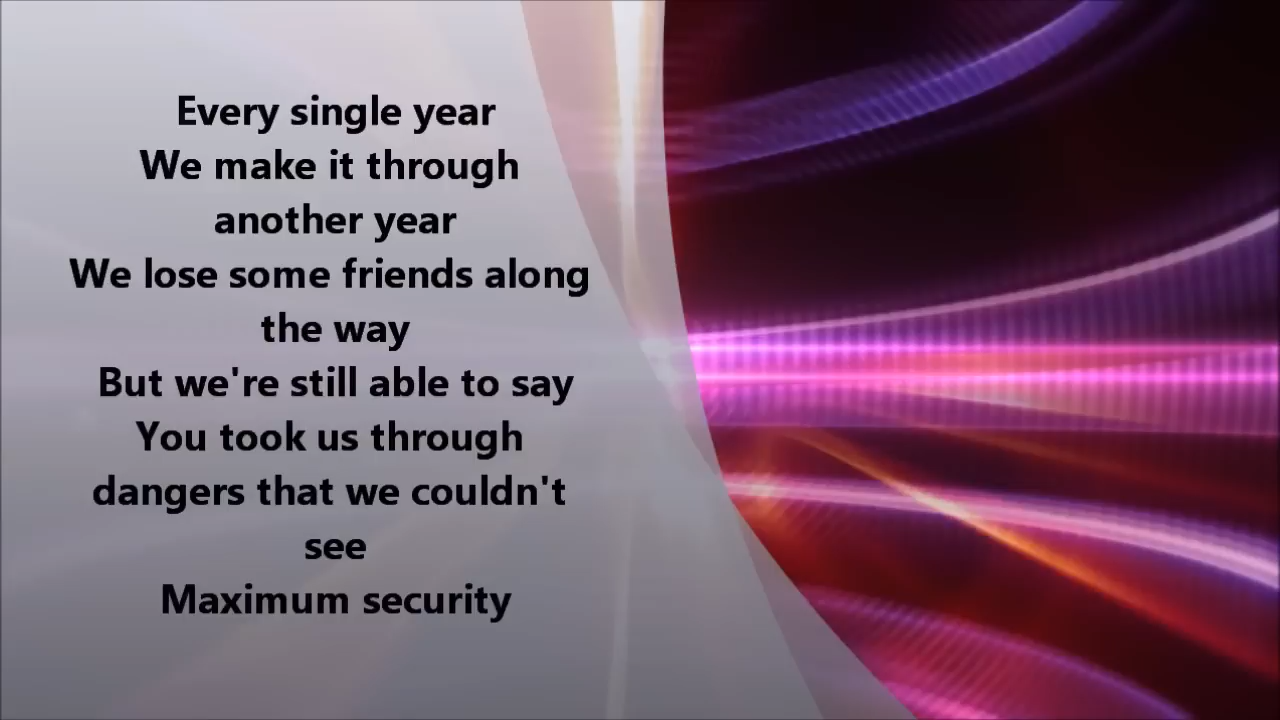 Every single year
We make it through
another year
We lose some friends along
the way
But we're still able to say
You took us through
dangers that we couldn't
see
Maximum security